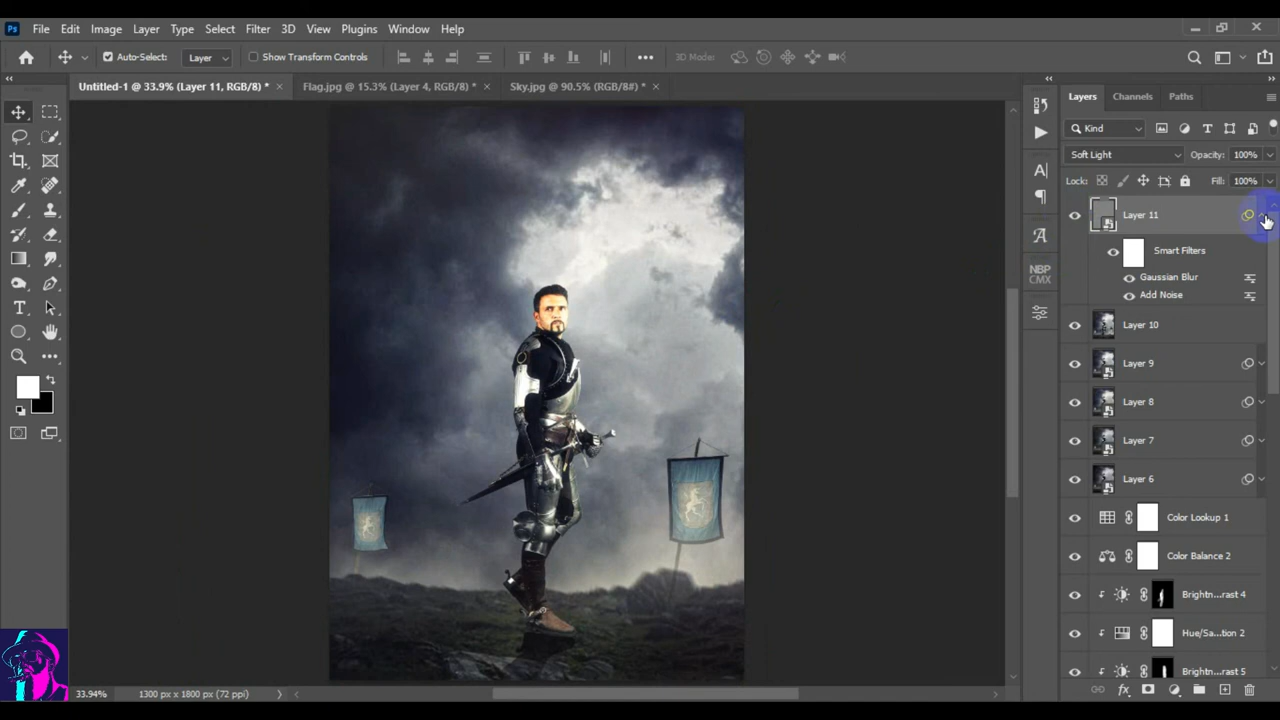 Ps File Edit Image Layer Type Select Filter 3D View Plugins Window Help
Auto-Select: Layer Show Transform Controls 3D Mode:
Untitled-1 @ 33.9% (Layer 11, RGB/8) * Flag.jpg @ 15.3% (Layer 4, RGB/8) * Sky.jpg @ 90.5% (RGB/8#) *
Layers Channels Paths
Kind
Soft Light Opacity: 100%
Lock: Fill: 100%
Layer 11
Smart Filters
Gaussian Blur
Add Noise
NBP
CMX
Layer 10
Layer 9
Layer 8
Layer 7
Layer 6
Color Lookup 1
Color Balance 2
Brightn...rast 4
Hue/Sa...tion 2
Brightn...rast 5
33.94% 1300 px x 1800 px (72 ppi)